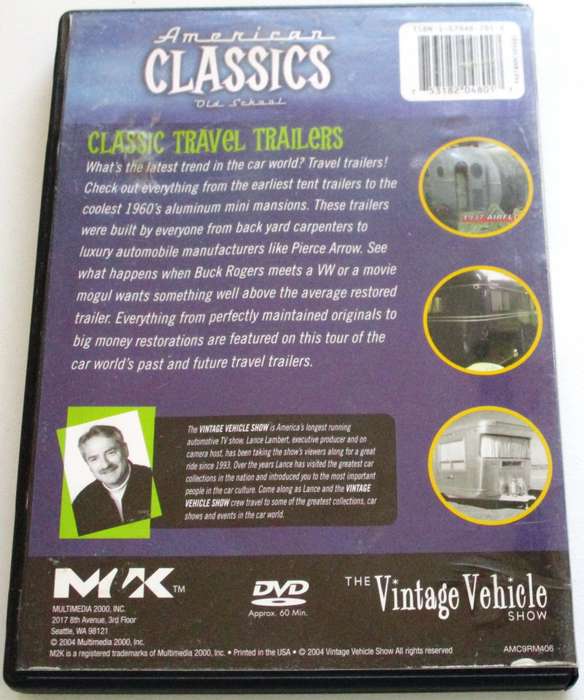 American
CLASSICS
Old School
CLASSIC TRAVEL TRAILERS
What's the latest trend in the car world? Travel trailers!
Check out everything from the earliest tent trailers to the
coolest 1960's aluminum mini mansions. These trailers
were built by everyone from back yard carpenters to
luxury automobile manufacturers like Pierce Arrow. See
what happens when Buck Rogers meets a VW or a movie
mogul wants something well above the average restored
trailer. Everything from perfectly maintained originals to
big money restorations are featured on this tour of the
car world's past and future travel trailers.
1937
The VINTAGE VEHICLE SHOW is America's longest running
automotive TV show. Lance Lambert, executive producer and on
camera host, has been taking the show's viewers along for a great
ride since 1993. Over the years Lance has visited the greatest car
collections in the nation and introduced you to the most important
people in the car culture. Come along as Lance and the VINTAGE
VEHICLE SHOW crew travel to some of the greatest collections, car
shows and events in the car world.
M2K TM
MULTIMEDIA 2000, INC.
2017 8th Avenue, 3rd Floor
Seattle, WA 98121
© 2004 Multimedia 2000, Inc.
M2K is a registered trademarks of Multimedia 2000, Inc. • Printed in the USA • © 2004 Vintage Vehicle Show All rights reserved
DVD
Approx. 60 Min.
THE Vintage Vehicle
SHOW
AMC9RM406